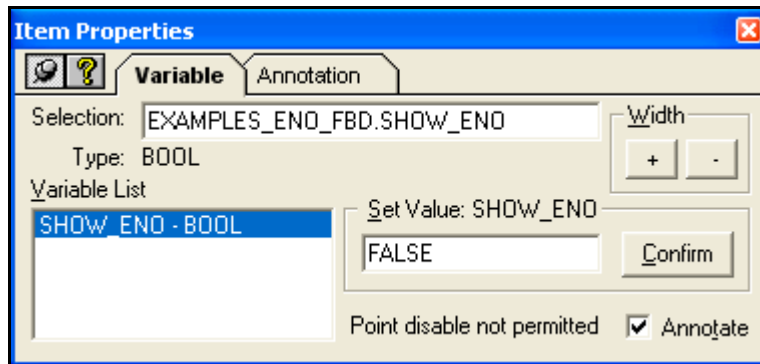 Item Properties
Variable Annotation
Selection: EXAMPLES_ENO_FBD.SHOW_ENO
Width
Type: BOOL
+ -
Variable List
SHOW_ENO - BOOL
Set Value: SHOW_ENO
FALSE
Confirm
Point disable not permitted
Annotate